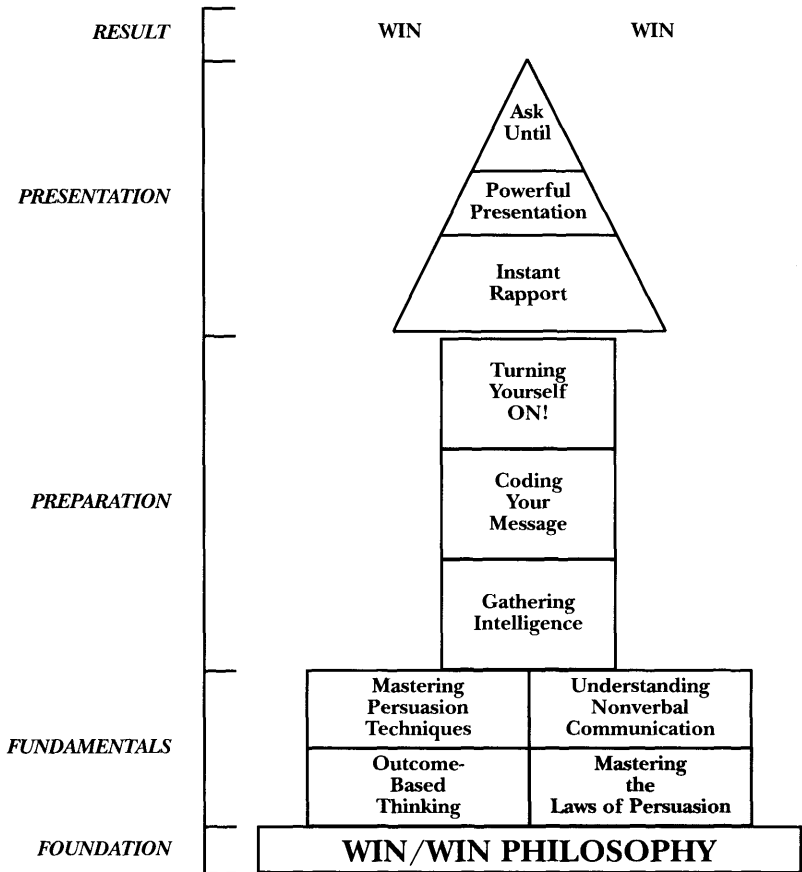 RESULT
WIN WIN
Ask
Until
PRESENTATION
Powerful
Presentation
Instant
Rapport
Turning
Yourself
ON!
PREPARATION
Coding
Your
Message
Gathering
Intelligence
FUNDAMENTALS
Mastering
Persuasion
Techniques
Understanding
Nonverbal
Communication
Outcome-
Based
Thinking
Mastering
the
Laws of Persuasion
FOUNDATION
WIN/WIN PHILOSOPHY